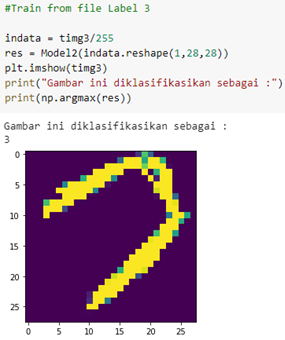 #Train from file Label 3
indata = timg3/255
res = Model2(indata.reshape(1,28,28))
plt.imshow(timg3)
print("Gambar ini diklasifikasikan sebagai :")
print(np.argmax(res))
Gambar ini diklasifikasikan sebagai :
3
0
5
10
15
20
25
0 5 10 15 20 25